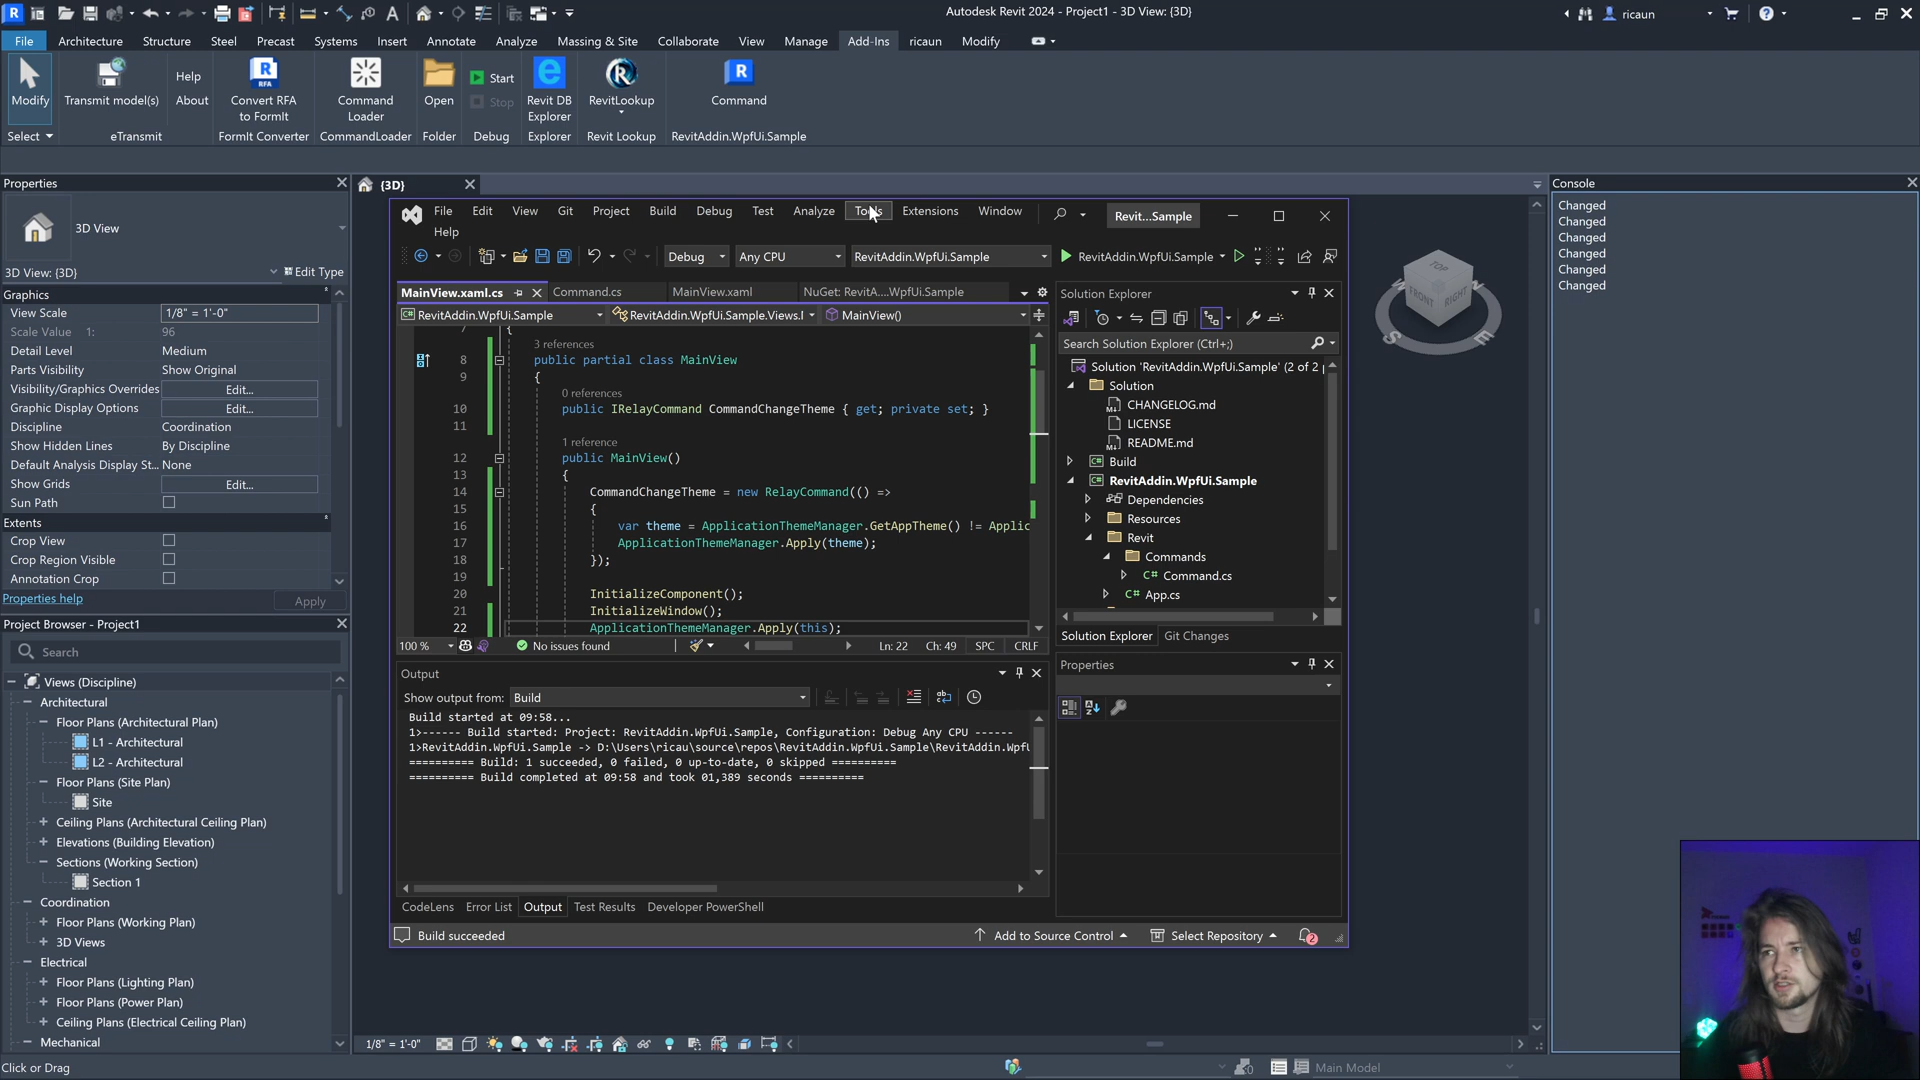 Autodesk Revit 2024 - Project1 - 3D View: {3D}
ricaun
File Architecture Structure Steel Precast Systems Insert Annotate Analyze Massing & Site Collaborate View Manage Add-Ins ricaun Modify
Modify
Select
Transmit model(s)
Help
About
eTransmit
Convert RFA
to FormIt
FormIt Converter
Command
Loader
CommandLoader
Open
Folder
Start
Stop
Debug
Revit DB
Explorer
Explorer
RevitLookup
Revit Lookup
Command
RevitAddin.WpfUi.Sample
Properties
3D View
3D View: {3D}
Edit Type
Graphics
View Scale 1/8" = 1'-0"
Scale Value 1: 96
Detail Level Medium
Parts Visibility Show Original
Visibility/Graphics Overrides Edit...
Graphic Display Options Edit...
Discipline Coordination
Show Hidden Lines By Discipline
Default Analysis Display St... None
Show Grids Edit...
Sun Path
Extents
Crop View
Crop Region Visible
Annotation Crop
Properties help
Apply
Project Browser - Project1
Search
Views (Discipline)
Architectural
Floor Plans (Architectural Plan)
L1 - Architectural
L2 - Architectural
Floor Plans (Site Plan)
Site
Ceiling Plans (Architectural Ceiling Plan)
Elevations (Building Elevation)
Sections (Working Section)
Section 1
Coordination
Floor Plans (Working Plan)
3D Views
Electrical
Floor Plans (Lighting Plan)
Floor Plans (Power Plan)
Ceiling Plans (Electrical Ceiling Plan)
Mechanical
Click or Drag
{3D}
File Edit View Git Project Build Debug Test Analyze Tools Extensions Window
Help
Revit...Sample
Debug Any CPU RevitAddin.WpfUi.Sample RevitAddin.WpfUi.Sample
MainView.xaml.cs Command.cs MainView.xaml NuGet: RevitA....WpfUi.Sample
RevitAddin.WpfUi.Sample RevitAddin.WpfUi.Sample.Views.I MainView()
7 {
3 references
8 public partial class MainView
9 {
0 references
10 public IRelayCommand CommandChangeTheme { get; private set; }
11
1 reference
12 public MainView()
13 {
14 CommandChangeTheme = new RelayCommand(() =>
15 {
16 var theme = ApplicationThemeManager.GetAppTheme() != Applic
17 ApplicationThemeManager.Apply(theme);
18 });
19
20 InitializeComponent();
21 InitializeWindow();
22 ApplicationThemeManager.Apply(this);
100 % No issues found Ln: 22 Ch: 49 SPC CRLF
Output
Show output from: Build
Build started at 09:58...
1>------ Build started: Project: RevitAddin.WpfUi.Sample, Configuration: Debug Any CPU ------
1>RevitAddin.WpfUi.Sample -> D:\Users\ricau\source\repos\RevitAddin.WpfUi.Sample\RevitAddin.Wpfl
========== Build: 1 succeeded, 0 failed, 0 up-to-date, 0 skipped ==========
========== Build completed at 09:58 and took 01,389 seconds ==========
CodeLens Error List Output Test Results Developer PowerShell
Build succeeded
Add to Source Control Select Repository 2
Solution Explorer
Search Solution Explorer (Ctrl+;)
Solution 'RevitAddin.WpfUi.Sample' (2 of 2 p
Solution
CHANGELOG.md
LICENSE
README.md
Build
RevitAddin.WpfUi.Sample
Dependencies
Resources
Revit
Commands
Command.cs
App.cs
Solution Explorer Git Changes
Properties
TOP
FRONT RIGHT
Console
Changed
Changed
Changed
Changed
Changed
Changed
1/8" = 1'-0"
Main Model